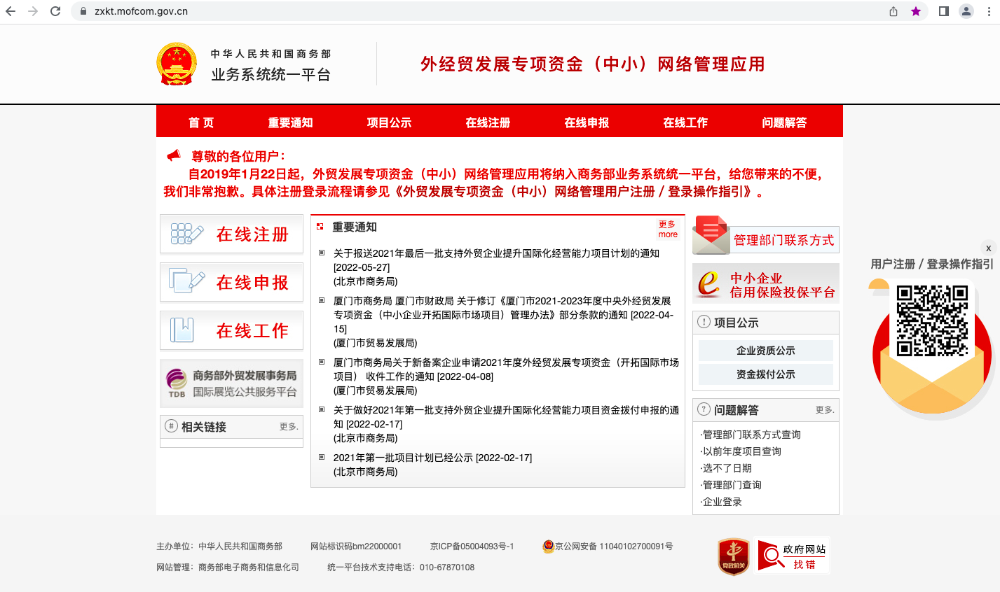 zxkt.mofcom.gov.cn
中华人民共和国商务部
业务系统统一平台
外经贸发展专项资金（中小）网络管理应用
首 页
重要通知
项目公示
在线注册
在线申报
在线工作
问题解答
尊敬的各位用户：
自2019年1月22日起，外贸发展专项资金（中小）网络管理应用将纳入商务部业务系统统一平台，给您带来的不便，
我们非常抱歉。具体注册登录流程请参见《外贸发展专项资金（中小）网络管理用户注册 / 登录操作指引》。
在线注册
在线申报
在线工作
TDB
商务部外贸发展事务局
国际展览公共服务平台
# 相关链接
更多.
重要通知
更多
more
关于报送2021年最后一批支持外贸企业提升国际化经营能力项目计划的通知
[2022-05-27]
(北京市商务局)
厦门市商务局 厦门市财政局 关于修订《厦门市2021-2023年度中央外经贸发展
专项资金（中小企业开拓国际市场项目）管理办法》部分条款的通知 [2022-04-
15]
(厦门市贸易发展局)
厦门市商务局关于新备案企业申请2021年度外经贸发展专项资金（开拓国际市场
项目） 收件工作的通知 [2022-04-08]
(厦门市贸易发展局)
关于做好2021年第一批支持外贸企业提升国际化经营能力项目资金拨付申报的通
知 [2022-02-17]
(北京市商务局)
2021年第一批项目计划已经公示 [2022-02-17]
(北京市商务局)
管理部门联系方式
e 中小企业
信用保险投保平台
! 项目公示
企业资质公示
资金拨付公示
? 问题解答
更多.
·管理部门联系方式查询
·以前年度项目查询
·选不了日期
·管理部门查询
·企业登录
x
用户注册 / 登录操作指引
主办单位：中华人民共和国商务部
网站标识码bm22000001
京ICP备05004093号-1
京公网安备 11040102700091号
网站管理：商务部电子商务和信息化司
统一平台技术支持电话：010-67870108
党政机关
政府网站
找错